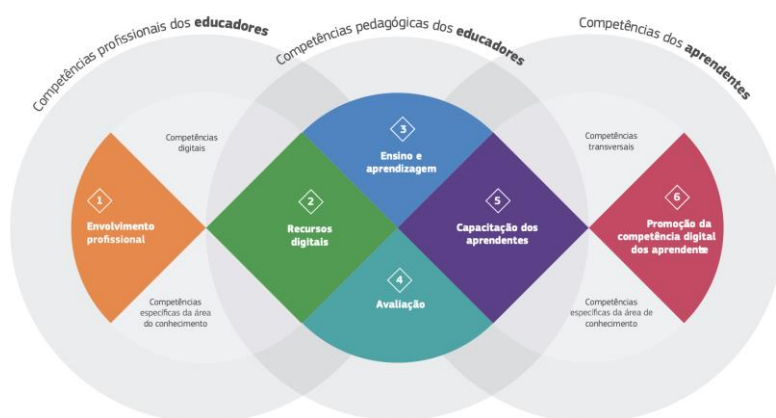 Competências profissionais dos educadores
Competências pedagógicas dos educadores
Competências dos aprendentes
Competências
digitais
1
Envolvimento
profissional
Competências
específicas da área
do conhecimento
2
Recursos
digitais
3
Ensino e
aprendizagem
4
Avaliação
5
Capacitação dos
aprendentes
Competências
transversais
6
Promoção da
competência digital
dos aprendente
Competências
específicas da área de
conhecimento